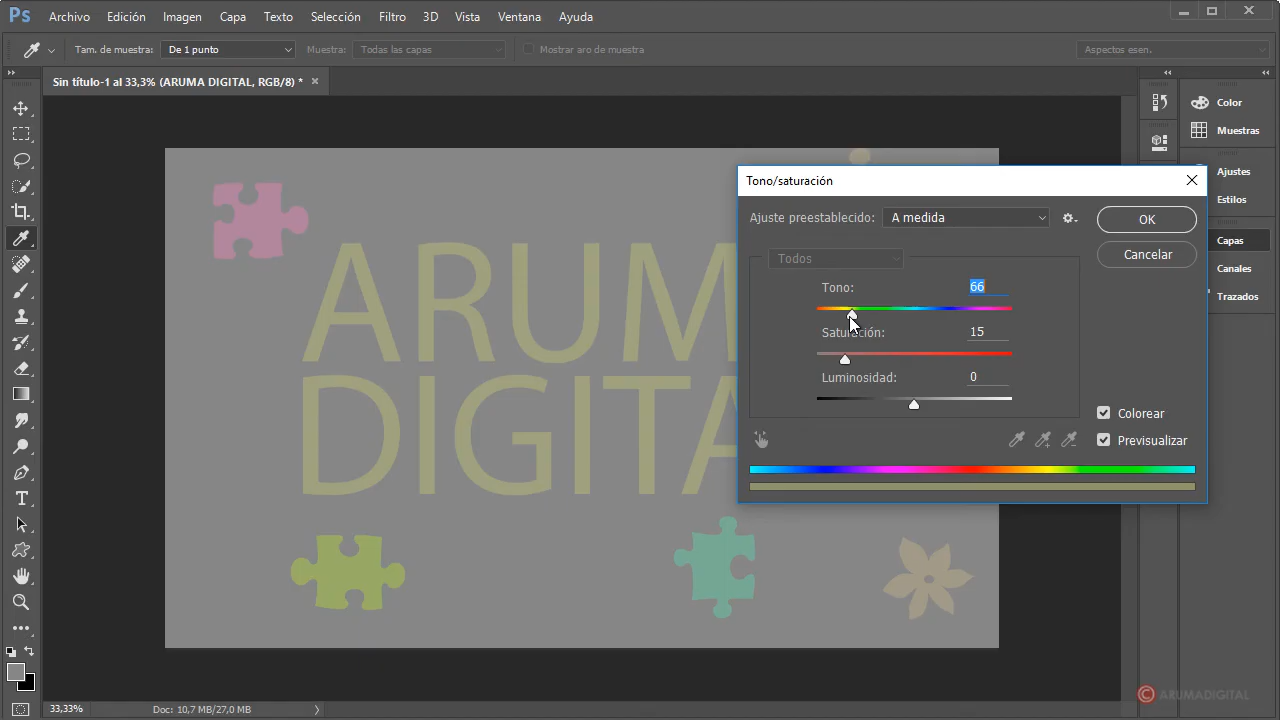 Ps Archivo Edición Imagen Capa Texto Selección Filtro 3D Vista Ventana Ayuda
Tam. de muestra: De 1 punto Muestra: Todas las capas Mostrar aro de muestra Aspectos esen.
Sin título-1 al 33,3% (ARUMA DIGITAL, RGB/8) *
Color
Muestras
Ajustes
Estilos
Capas
Canales
Trazados
Tono/saturación
Ajuste preestablecido: A medida
OK
Cancelar
Todos
Tono: 66
Saturación: 15
Luminosidad: 0
Colorear
Previsualizar
ARUM
DIGITA
33,33% Doc: 10,7 MB/27,0 MB
© ARUMADIGITAL